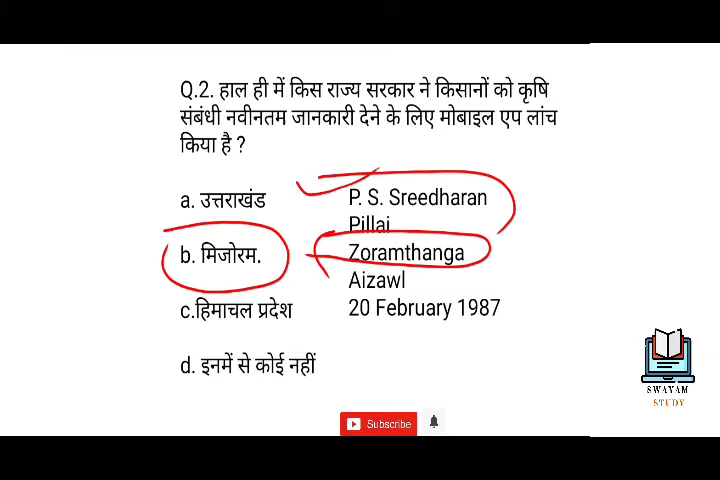 Q.2. हाल ही में किस राज्य सरकार ने किसानों को कृषि
संबंधी नवीनतम जानकारी देने के लिए मोबाइल एप लांच
किया है ?
a. उत्तराखंड
b. मिजोरम.
c.हिमाचल प्रदेश
d. इनमें से कोई नहीं
P. S. Sreedharan
Pillai
Zoramthanga
Aizawl
20 February 1987
SWAYAM
STUDY
Subscribe